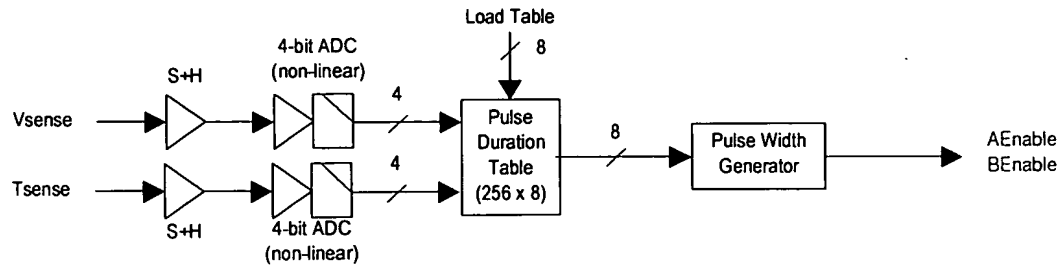 Load Table
8
4-bit ADC
(non-linear)
S+H
4
Vsense
Pulse
Duration
Table
(256 x 8)
8
Pulse Width
Generator
AEnable
BEnable
4
Tsense
S+H
4-bit ADC
(non-linear)